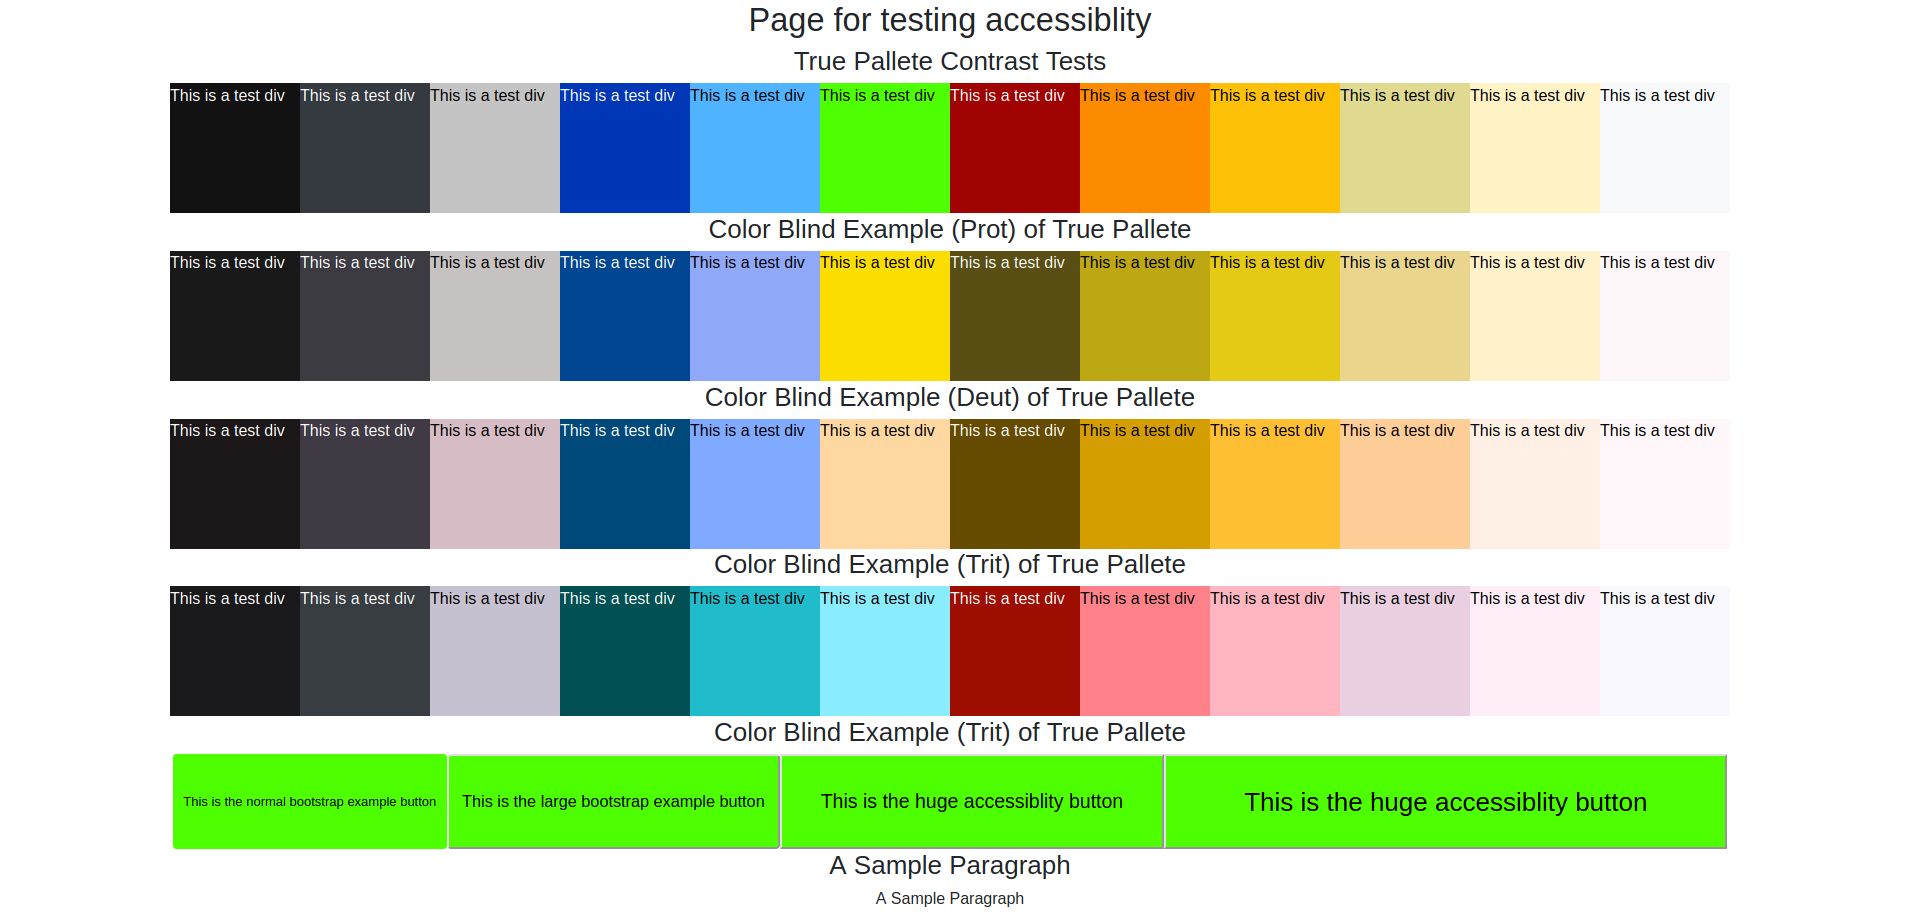 Page for testing accessiblity
True Pallete Contrast Tests
This is a test div This is a test div This is a test div This is a test div This is a test div This is a test div This is a test div This is a test div This is a test div This is a test div This is a test div This is a test div
Color Blind Example (Prot) of True Pallete
This is a test div This is a test div This is a test div This is a test div This is a test div This is a test div This is a test div This is a test div This is a test div This is a test div This is a test div This is a test div
Color Blind Example (Deut) of True Pallete
This is a test div This is a test div This is a test div This is a test div This is a test div This is a test div This is a test div This is a test div This is a test div This is a test div This is a test div This is a test div
Color Blind Example (Trit) of True Pallete
This is a test div This is a test div This is a test div This is a test div This is a test div This is a test div This is a test div This is a test div This is a test div This is a test div This is a test div This is a test div
Color Blind Example (Trit) of True Pallete
This is the normal bootstrap example button This is the large bootstrap example button This is the huge accessiblity button This is the huge accessiblity button
A Sample Paragraph
A Sample Paragraph